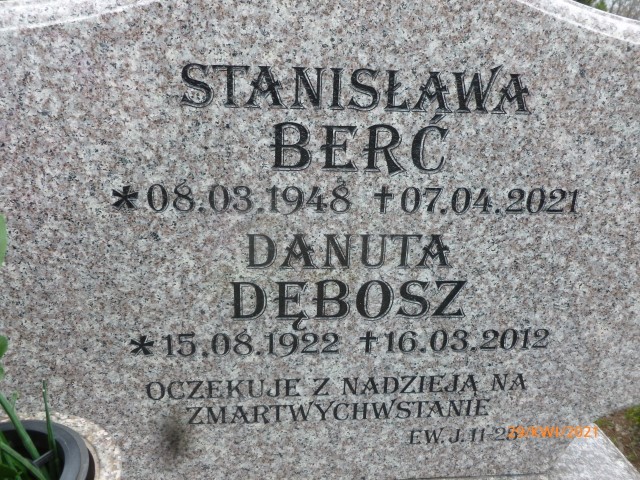 STANISŁAWA
BERĆ
*08.03.1948 †07.04.2021
DANUTA
DĘBOSZ
*15.08.1922 †16.03.2012
OCZEKUJE Z NADZIEJĄ NA
ZMARTWYCHWSTANIE
EW. J. 11-25